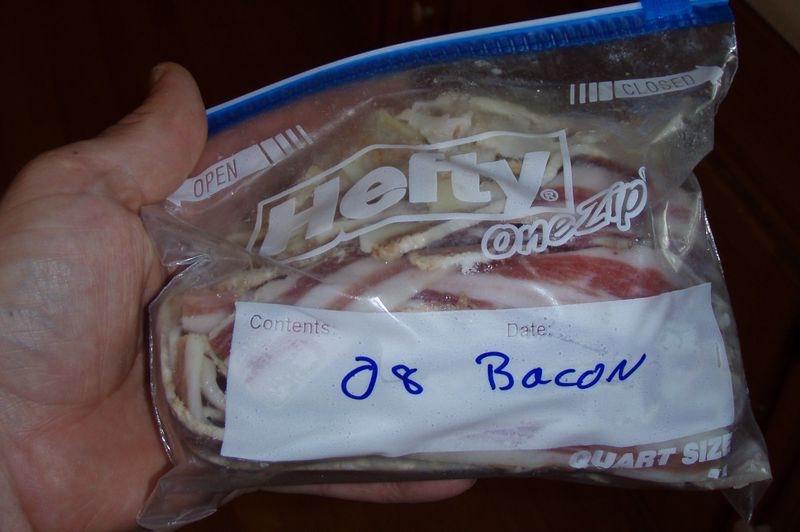 CLOSED
OPEN
Hefty®
onezip
Contents: Date:
08 Bacon
QUART SIZE